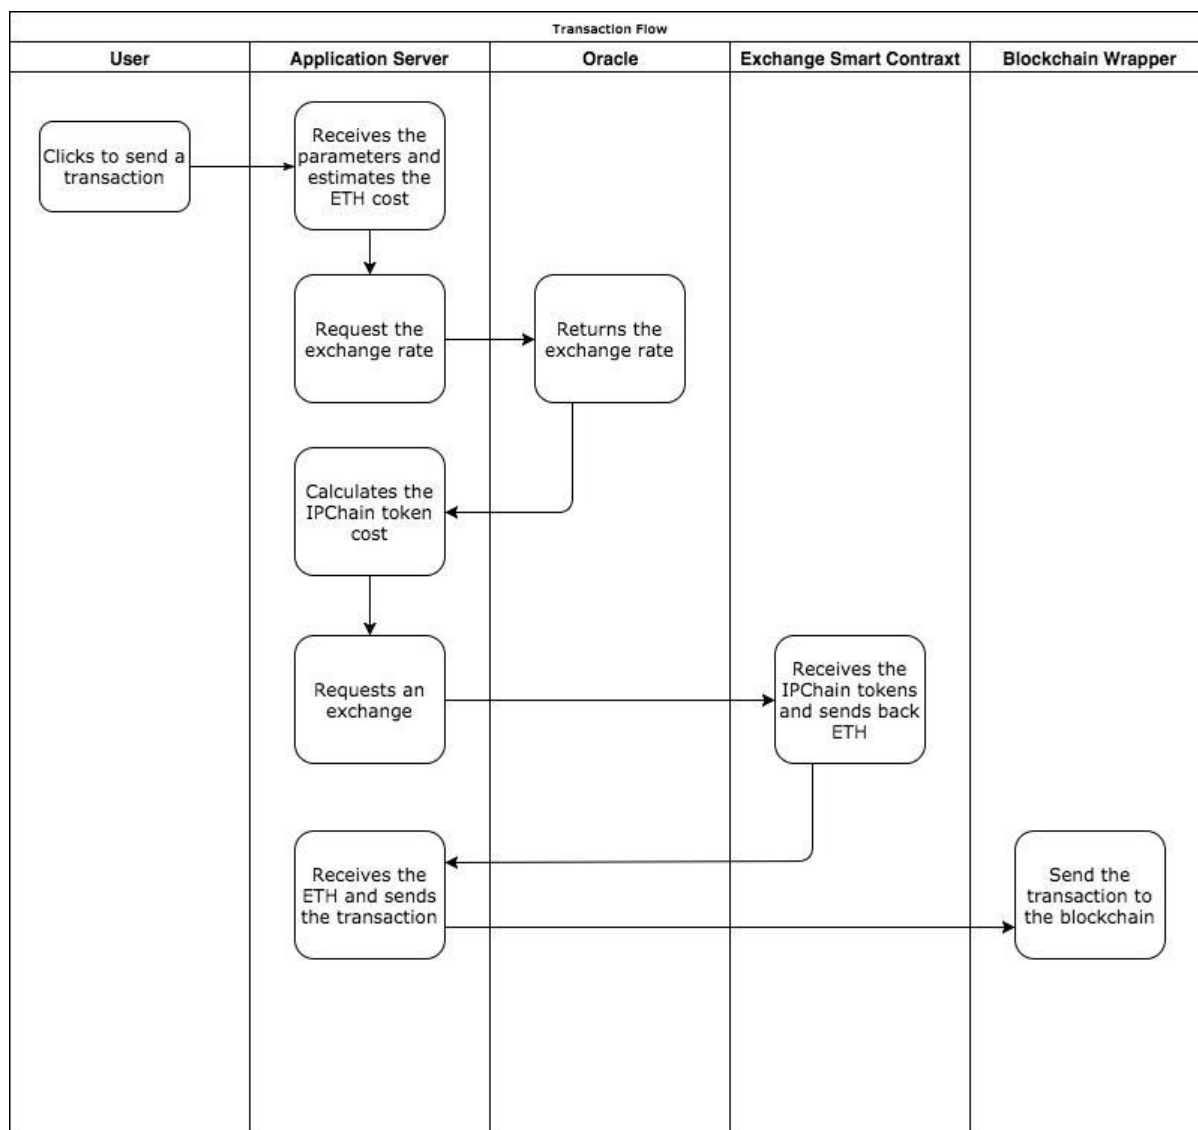 Transaction Flow
User
Application Server
Oracle
Exchange Smart Contraxt
Blockchain Wrapper
Clicks to send a
transaction
Receives the
parameters and
estimates the
ETH cost
Request the
exchange rate
Returns the
exchange rate
Calculates the
IPChain token
cost
Requests an
exchange
Receives the
IPChain tokens
and sends back
ETH
Receives the
ETH and sends
the transaction
Send the
transaction to
the blockchain